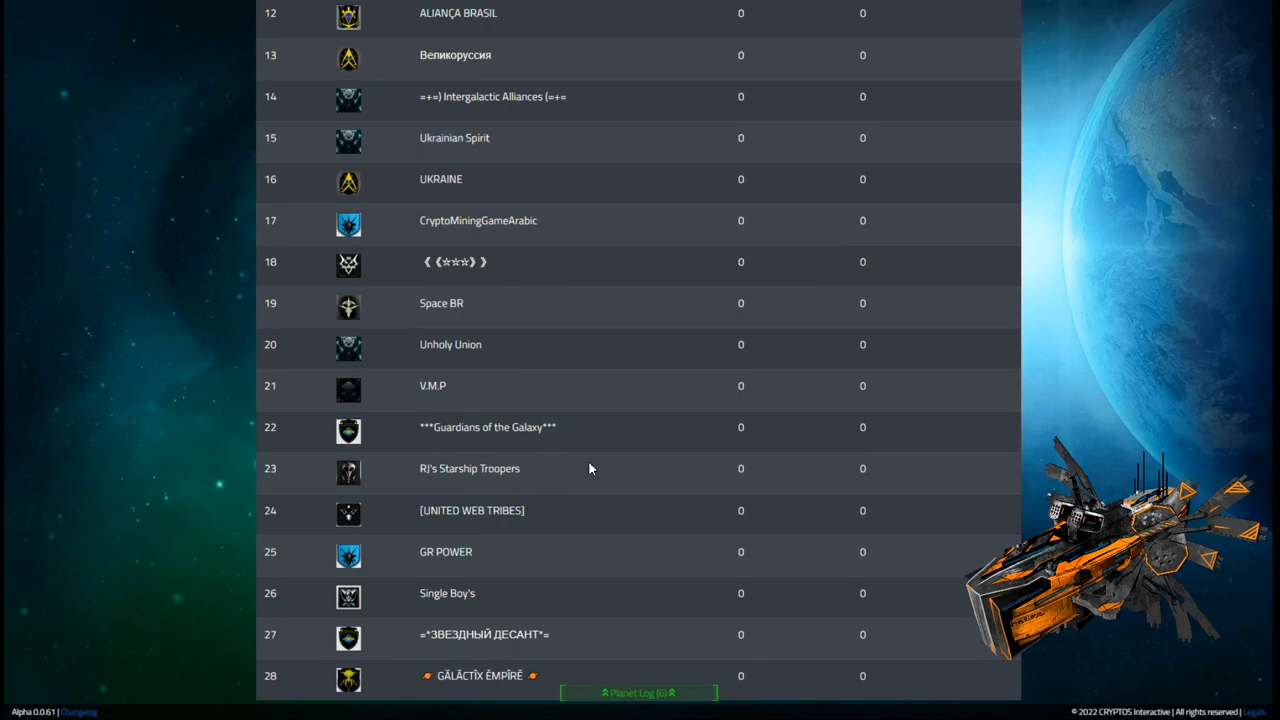 12 ALIANÇA BRASIL 0 0
13 Великоруссия 0 0
14 =+=) Intergalactic Alliances (=+= 0 0
15 Ukrainian Spirit 0 0
16 UKRAINE 0 0
17 CryptoMiningGameArabic 0 0
18 《《☆☆☆》》 0 0
19 Space BR 0 0
20 Unholy Union 0 0
21 V.M.P 0 0
22 ***Guardians of the Galaxy*** 0 0
23 RJ's Starship Troopers 0 0
24 [UNITED WEB TRIBES] 0 0
25 GR POWER 0 0
26 Single Boy's 0 0
27 =*ЗВЕЗДНЫЙ ДЕСАНТ*= 0 0
28 🪐 GĂLĂCTÎX ĔMPÎRĔ 🪐 0 0
Planet Log (6)
Alpha 0.0.61 | Changelog
© 2022 CRYPTOS Interactive | All rights reserved | Legals